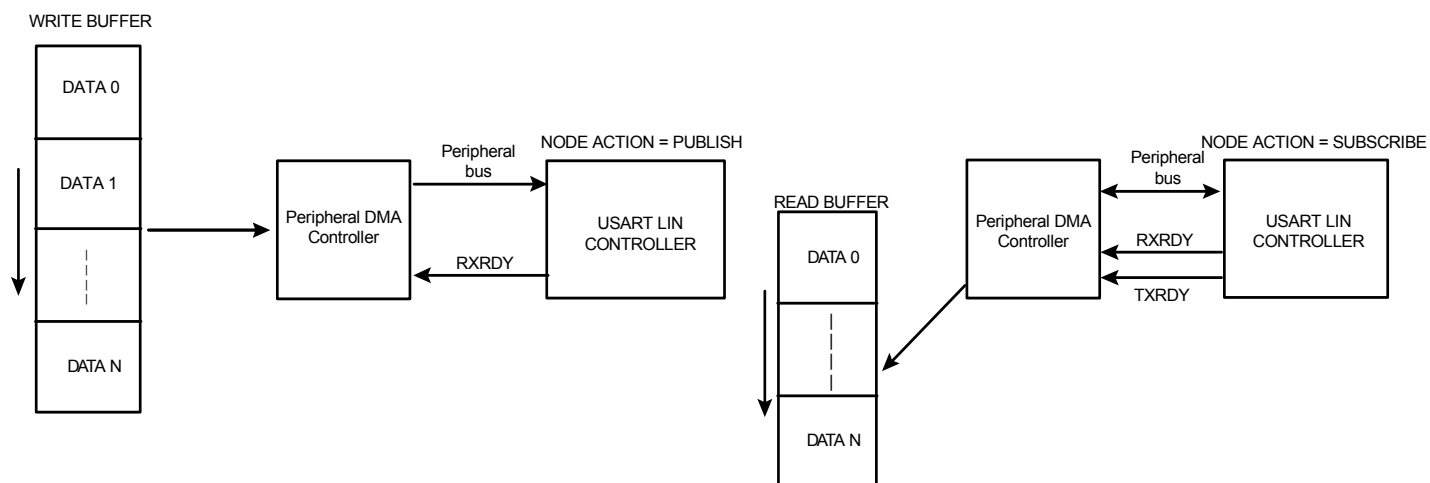 WRITE BUFFER
DATA 0
DATA 1
DATA N
Peripheral DMA
Controller
Peripheral
bus
RXRDY
NODE ACTION = PUBLISH
USART LIN
CONTROLLER
READ BUFFER
DATA 0
DATA N
Peripheral DMA
Controller
Peripheral
bus
RXRDY
TXRDY
NODE ACTION = SUBSCRIBE
USART LIN
CONTROLLER